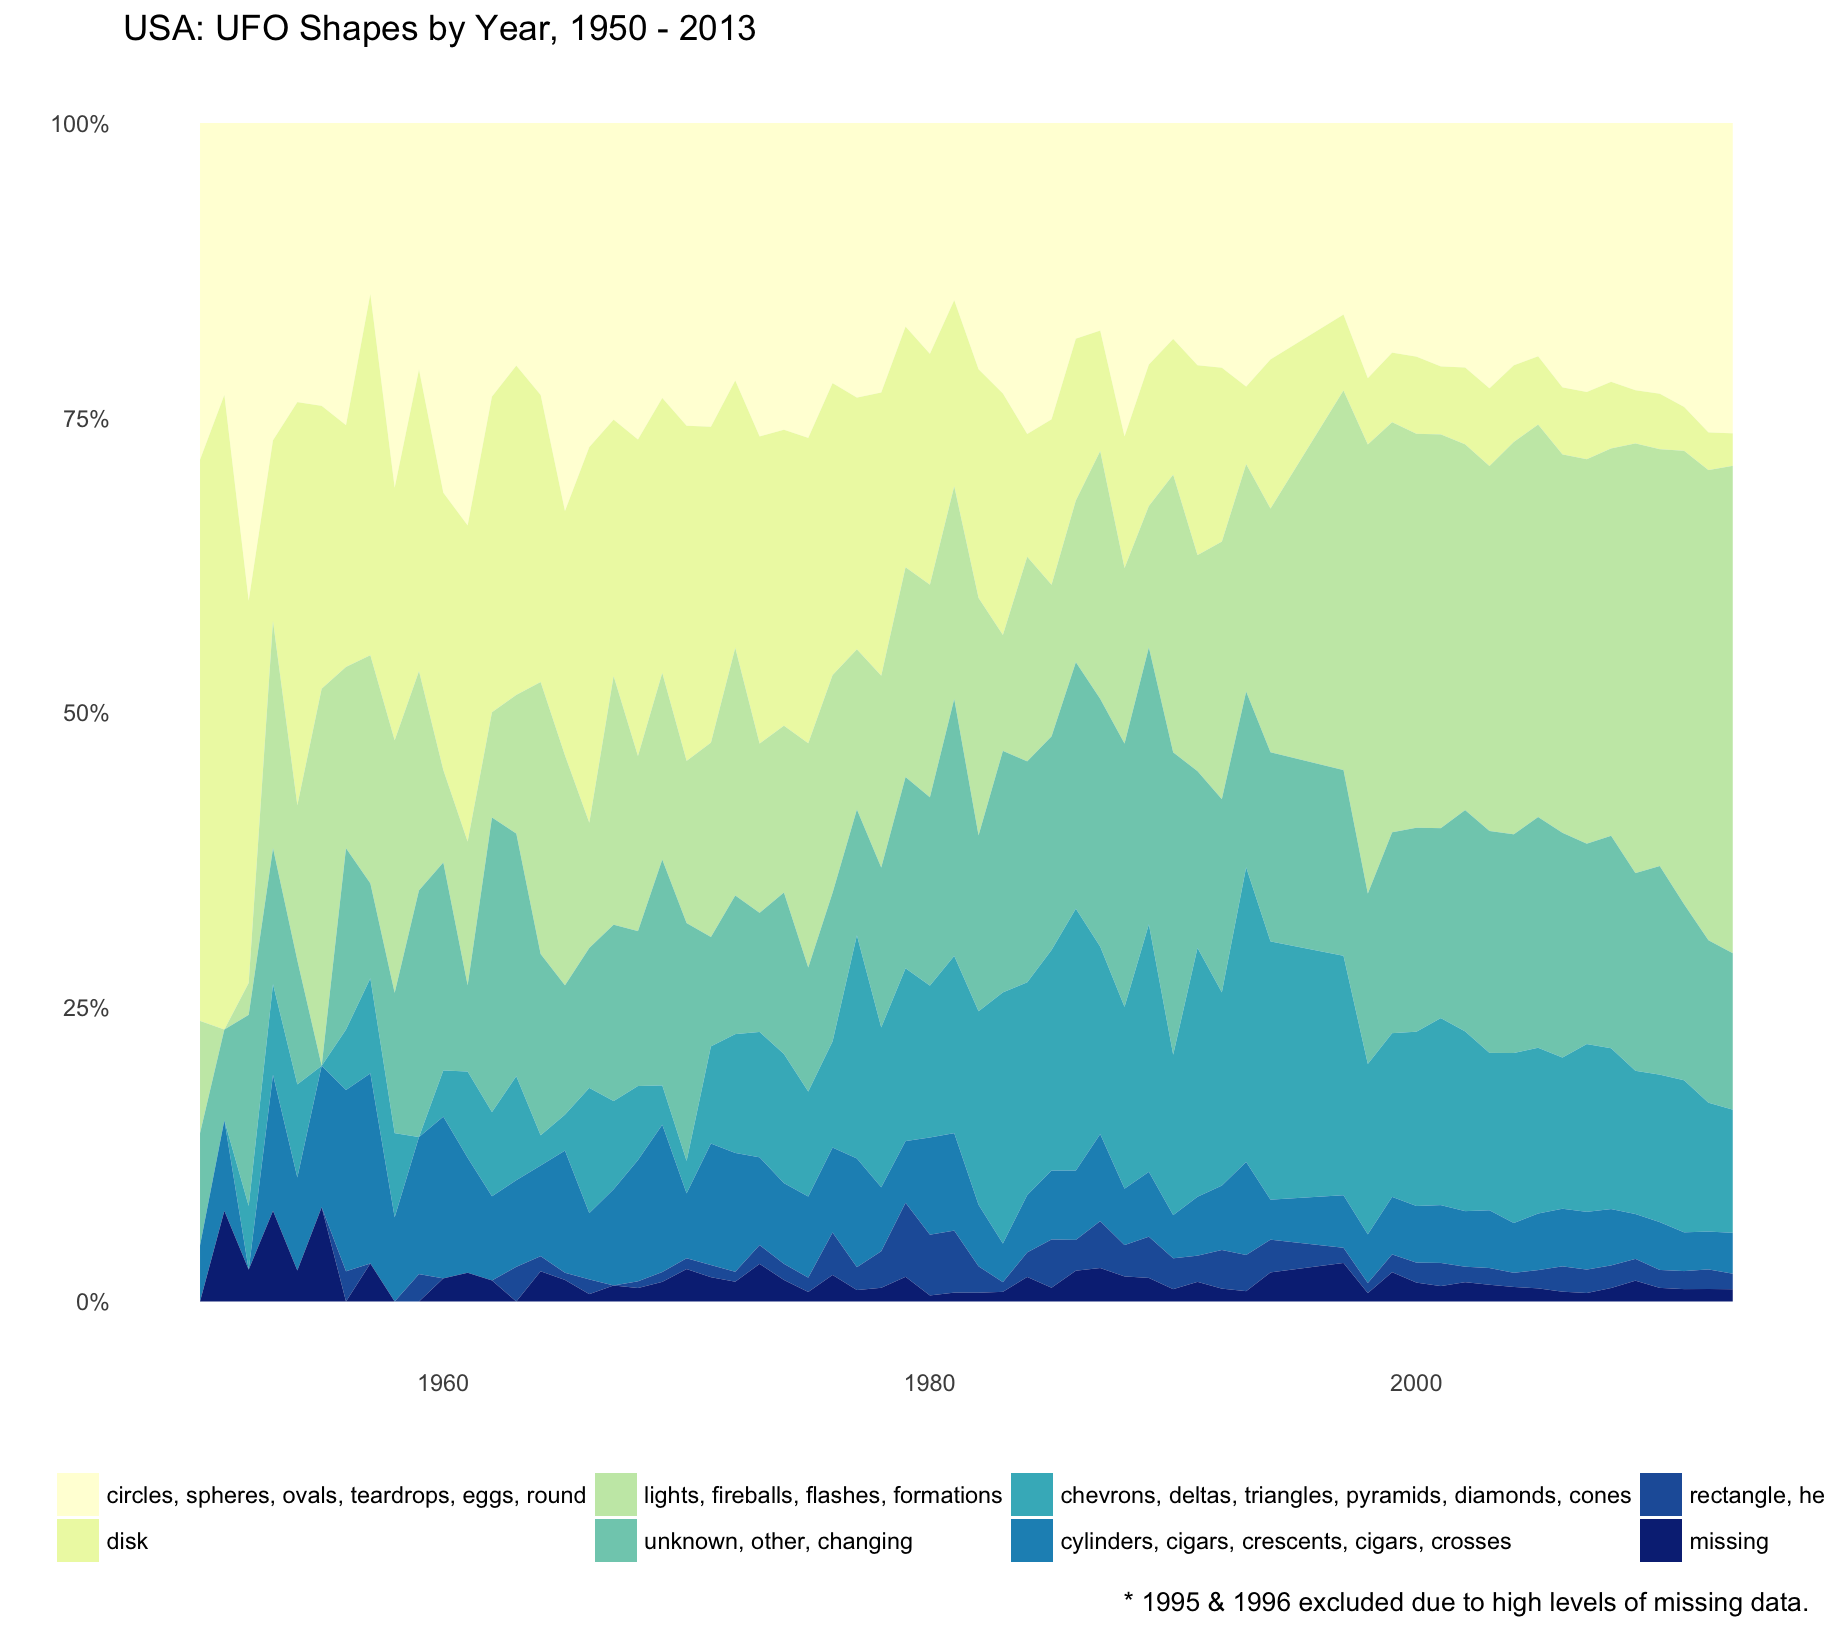 USA: UFO Shapes by Year, 1950 - 2013
100%
75%
50%
25%
0%
1960 1980 2000
circles, spheres, ovals, teardrops, eggs, round lights, fireballs, flashes, formations chevrons, deltas, triangles, pyramids, diamonds, cones rectangle, he
disk unknown, other, changing cylinders, cigars, crescents, cigars, crosses missing
* 1995 & 1996 excluded due to high levels of missing data.